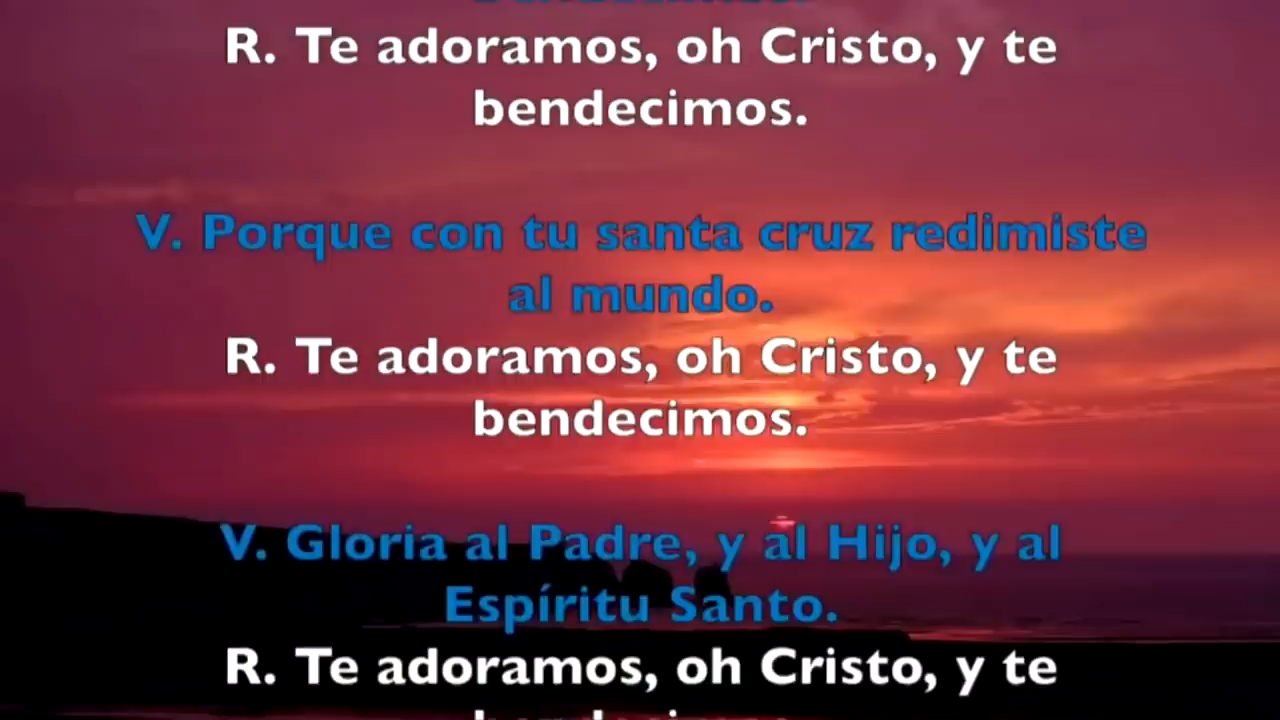 R. Te adoramos, oh Cristo, y te
bendecimos.
V. Porque con tu santa cruz redimiste
al mundo.
R. Te adoramos, oh Cristo, y te
bendecimos.
V. Gloria al Padre, y al Hijo, y al
Espíritu Santo.
R. Te adoramos, oh Cristo, y te